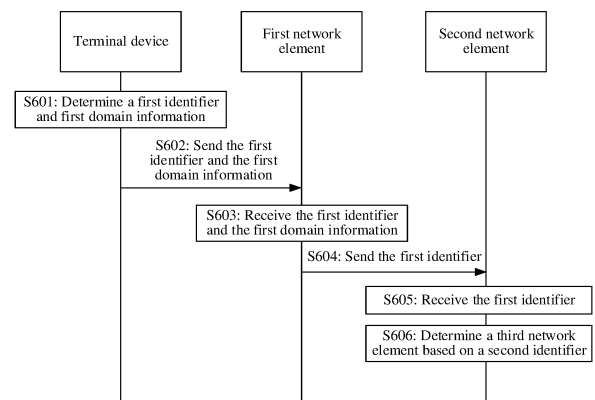 Terminal device
First network
element
Second network
element
S601: Determine a first identifier
and first domain information
S602: Send the first
identifier and the first
domain information
S603: Receive the first identifier
and the first domain information
S604: Send the first identifier
S605: Receive the first identifier
S606: Determine a third network
element based on a second identifier